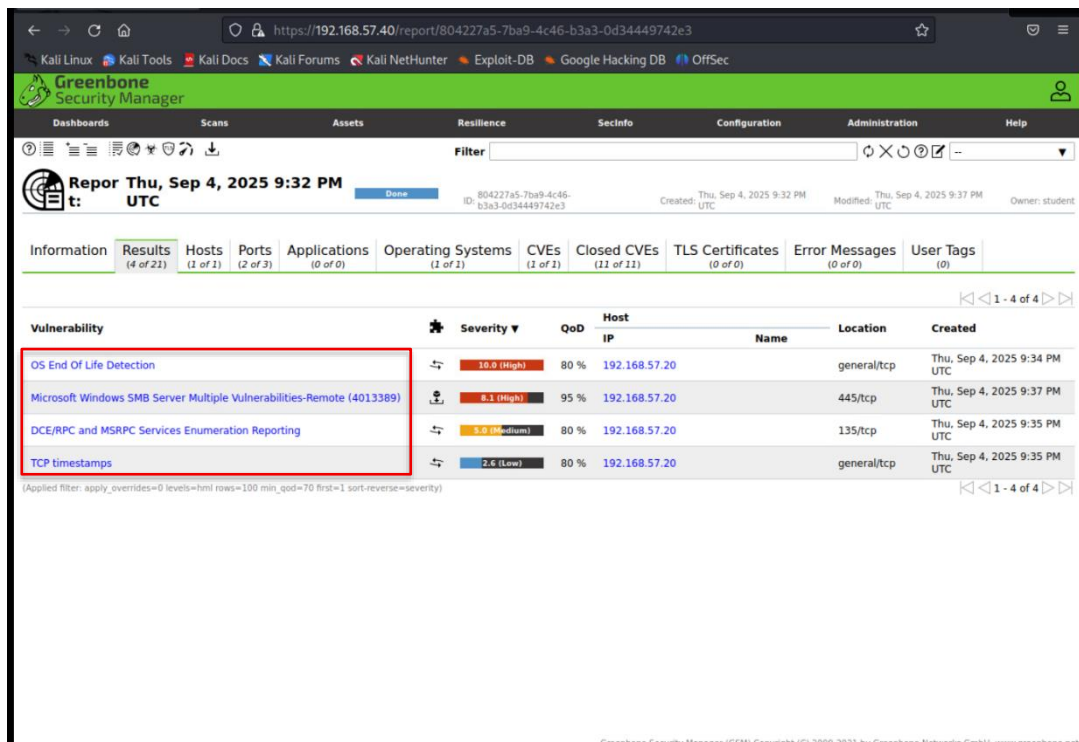 https://192.168.57.40/report/804227a5-7ba9-4c46-b3a3-0d34449742e3
Kali Linux Kali Tools Kali Docs Kali Forums Kali NetHunter Exploit-DB Google Hacking DB OffSec
Greenbone
Security Manager
Dashboards Scans Assets Resilience SecInfo Configuration Administration Help
Filter --
Repor Thu, Sep 4, 2025 9:32 PM
t: UTC
Done
ID: 804227a5-7ba9-4c46-
b3a3-0d34449742e3
Created: Thu, Sep 4, 2025 9:32 PM
UTC
Modified: Thu, Sep 4, 2025 9:37 PM
UTC
Owner: student
Information Results Hosts Ports Applications Operating Systems CVEs Closed CVEs TLS Certificates Error Messages User Tags
(4 of 21) (1 of 1) (2 of 3) (0 of 0) (1 of 1) (1 of 1) (11 of 11) (0 of 0) (0 of 0) (0)
1 - 4 of 4
Vulnerability Severity ▼ QoD Host Location Created
IP Name
OS End Of Life Detection 10.0 (High) 80 % 192.168.57.20 general/tcp Thu, Sep 4, 2025 9:34 PM
UTC
Microsoft Windows SMB Server Multiple Vulnerabilities-Remote (4013389) 8.1 (High) 95 % 192.168.57.20 445/tcp Thu, Sep 4, 2025 9:37 PM
UTC
DCE/RPC and MSRPC Services Enumeration Reporting 5.0 (Medium) 80 % 192.168.57.20 135/tcp Thu, Sep 4, 2025 9:35 PM
UTC
TCP timestamps 2.6 (Low) 80 % 192.168.57.20 general/tcp Thu, Sep 4, 2025 9:35 PM
UTC
(Applied filter: apply_overrides=0 levels=hml rows=100 min_qod=70 first=1 sort-reverse=severity)
1 - 4 of 4